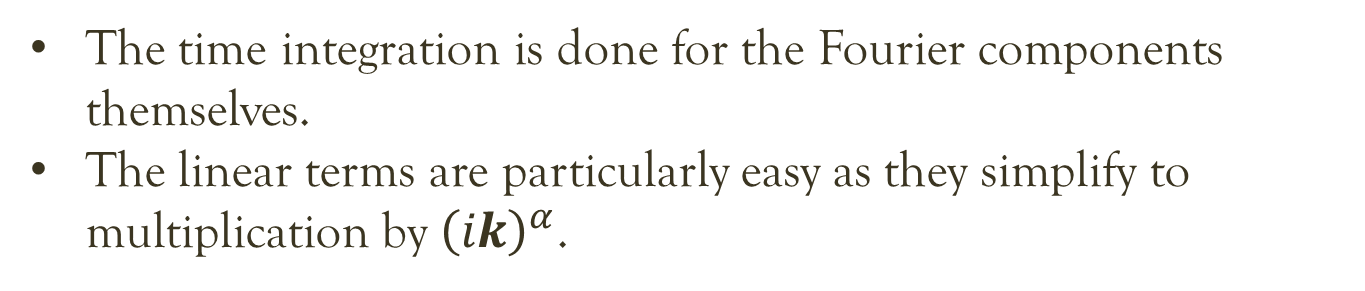 • The time integration is done for the Fourier components
themselves.
• The linear terms are particularly easy as they simplify to
multiplication by (𝑖𝒌)^𝛼.